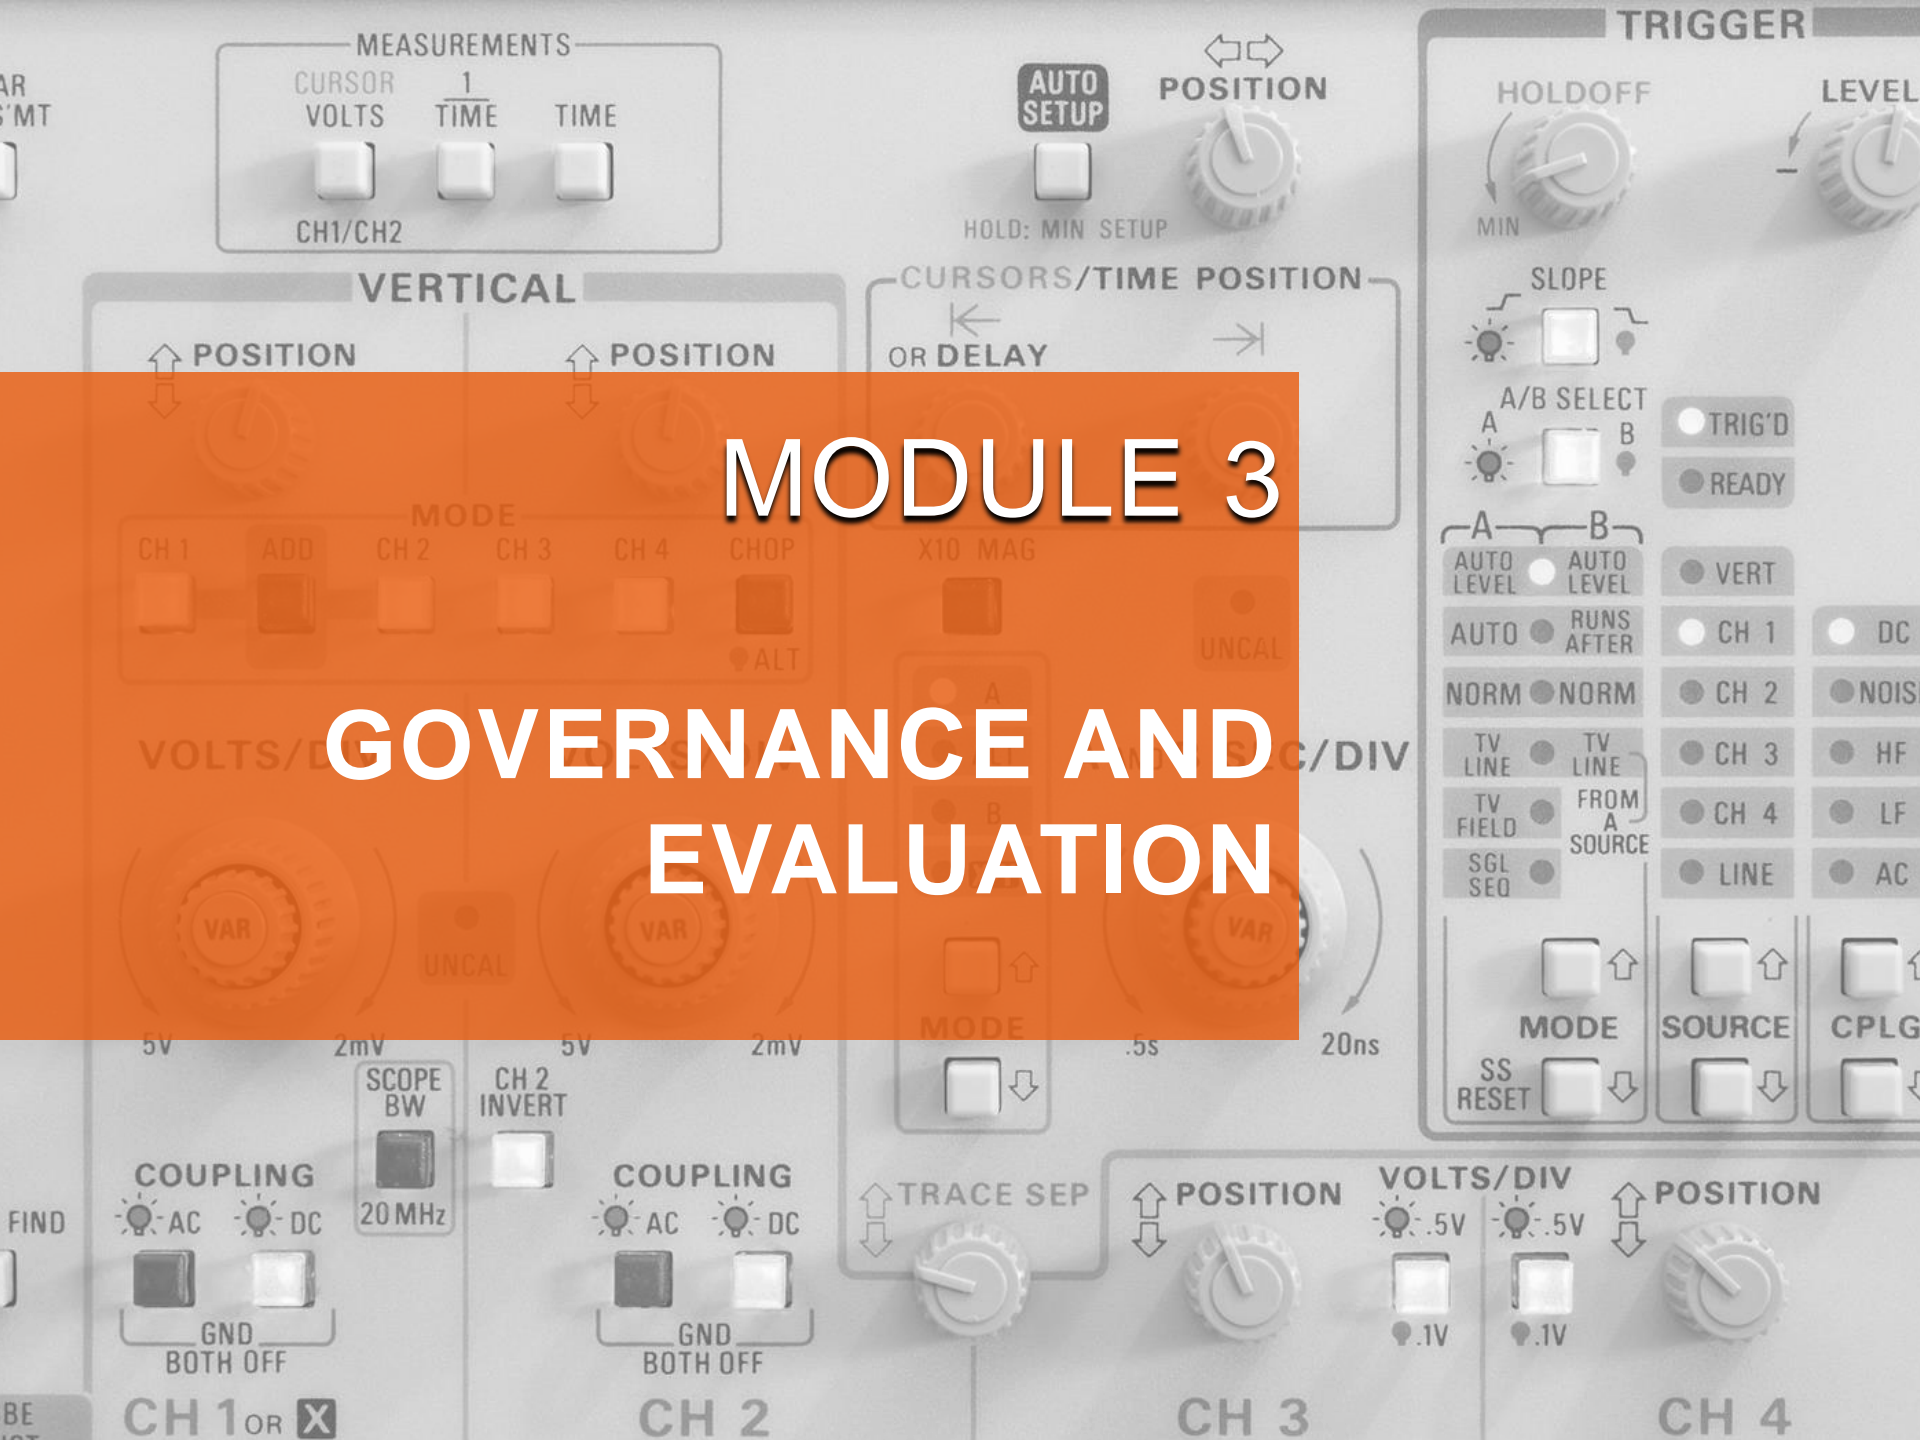 MEASUREMENTS
CURSOR
VOLTS
1
TIME
TIME
CH1/CH2
AUTO
SETUP
HOLD: MIN SETUP
POSITION
TRIGGER
HOLDOFF
MIN
LEVEL
VERTICAL
POSITION
POSITION
CURSORS/TIME POSITION
OR DELAY
SLOPE
A/B SELECT
A
B
TRIG'D
READY
MODULE 3
GOVERNANCE AND
EVALUATION
MODE
CH 1
ADD
CH 2
CH 3
CH 4
CHOP
ALT
X10 MAG
UNCAL
A
B
VOLTS/DIV
SEC/DIV
VAR
UNCAL
VAR
VAR
MODE
5V
2mV
5V
2mV
.5s
20ns
A
B
AUTO
LEVEL
AUTO
LEVEL
AUTO
RUNS
AFTER
NORM
NORM
TV
LINE
TV
LINE
TV
FIELD
FROM
A
SOURCE
SGL
SEQ
VERT
CH 1
CH 2
CH 3
CH 4
LINE
DC
HF
LF
AC
MODE
SOURCE
CPLG
SS
RESET
SCOPE
BW
20 MHz
CH 2
INVERT
FIND
COUPLING
AC
DC
GND
BOTH OFF
CH 1 OR X
COUPLING
AC
DC
GND
BOTH OFF
CH 2
TRACE SEP
POSITION
CH 3
VOLTS/DIV
.5V
.5V
.1V
.1V
POSITION
CH 4